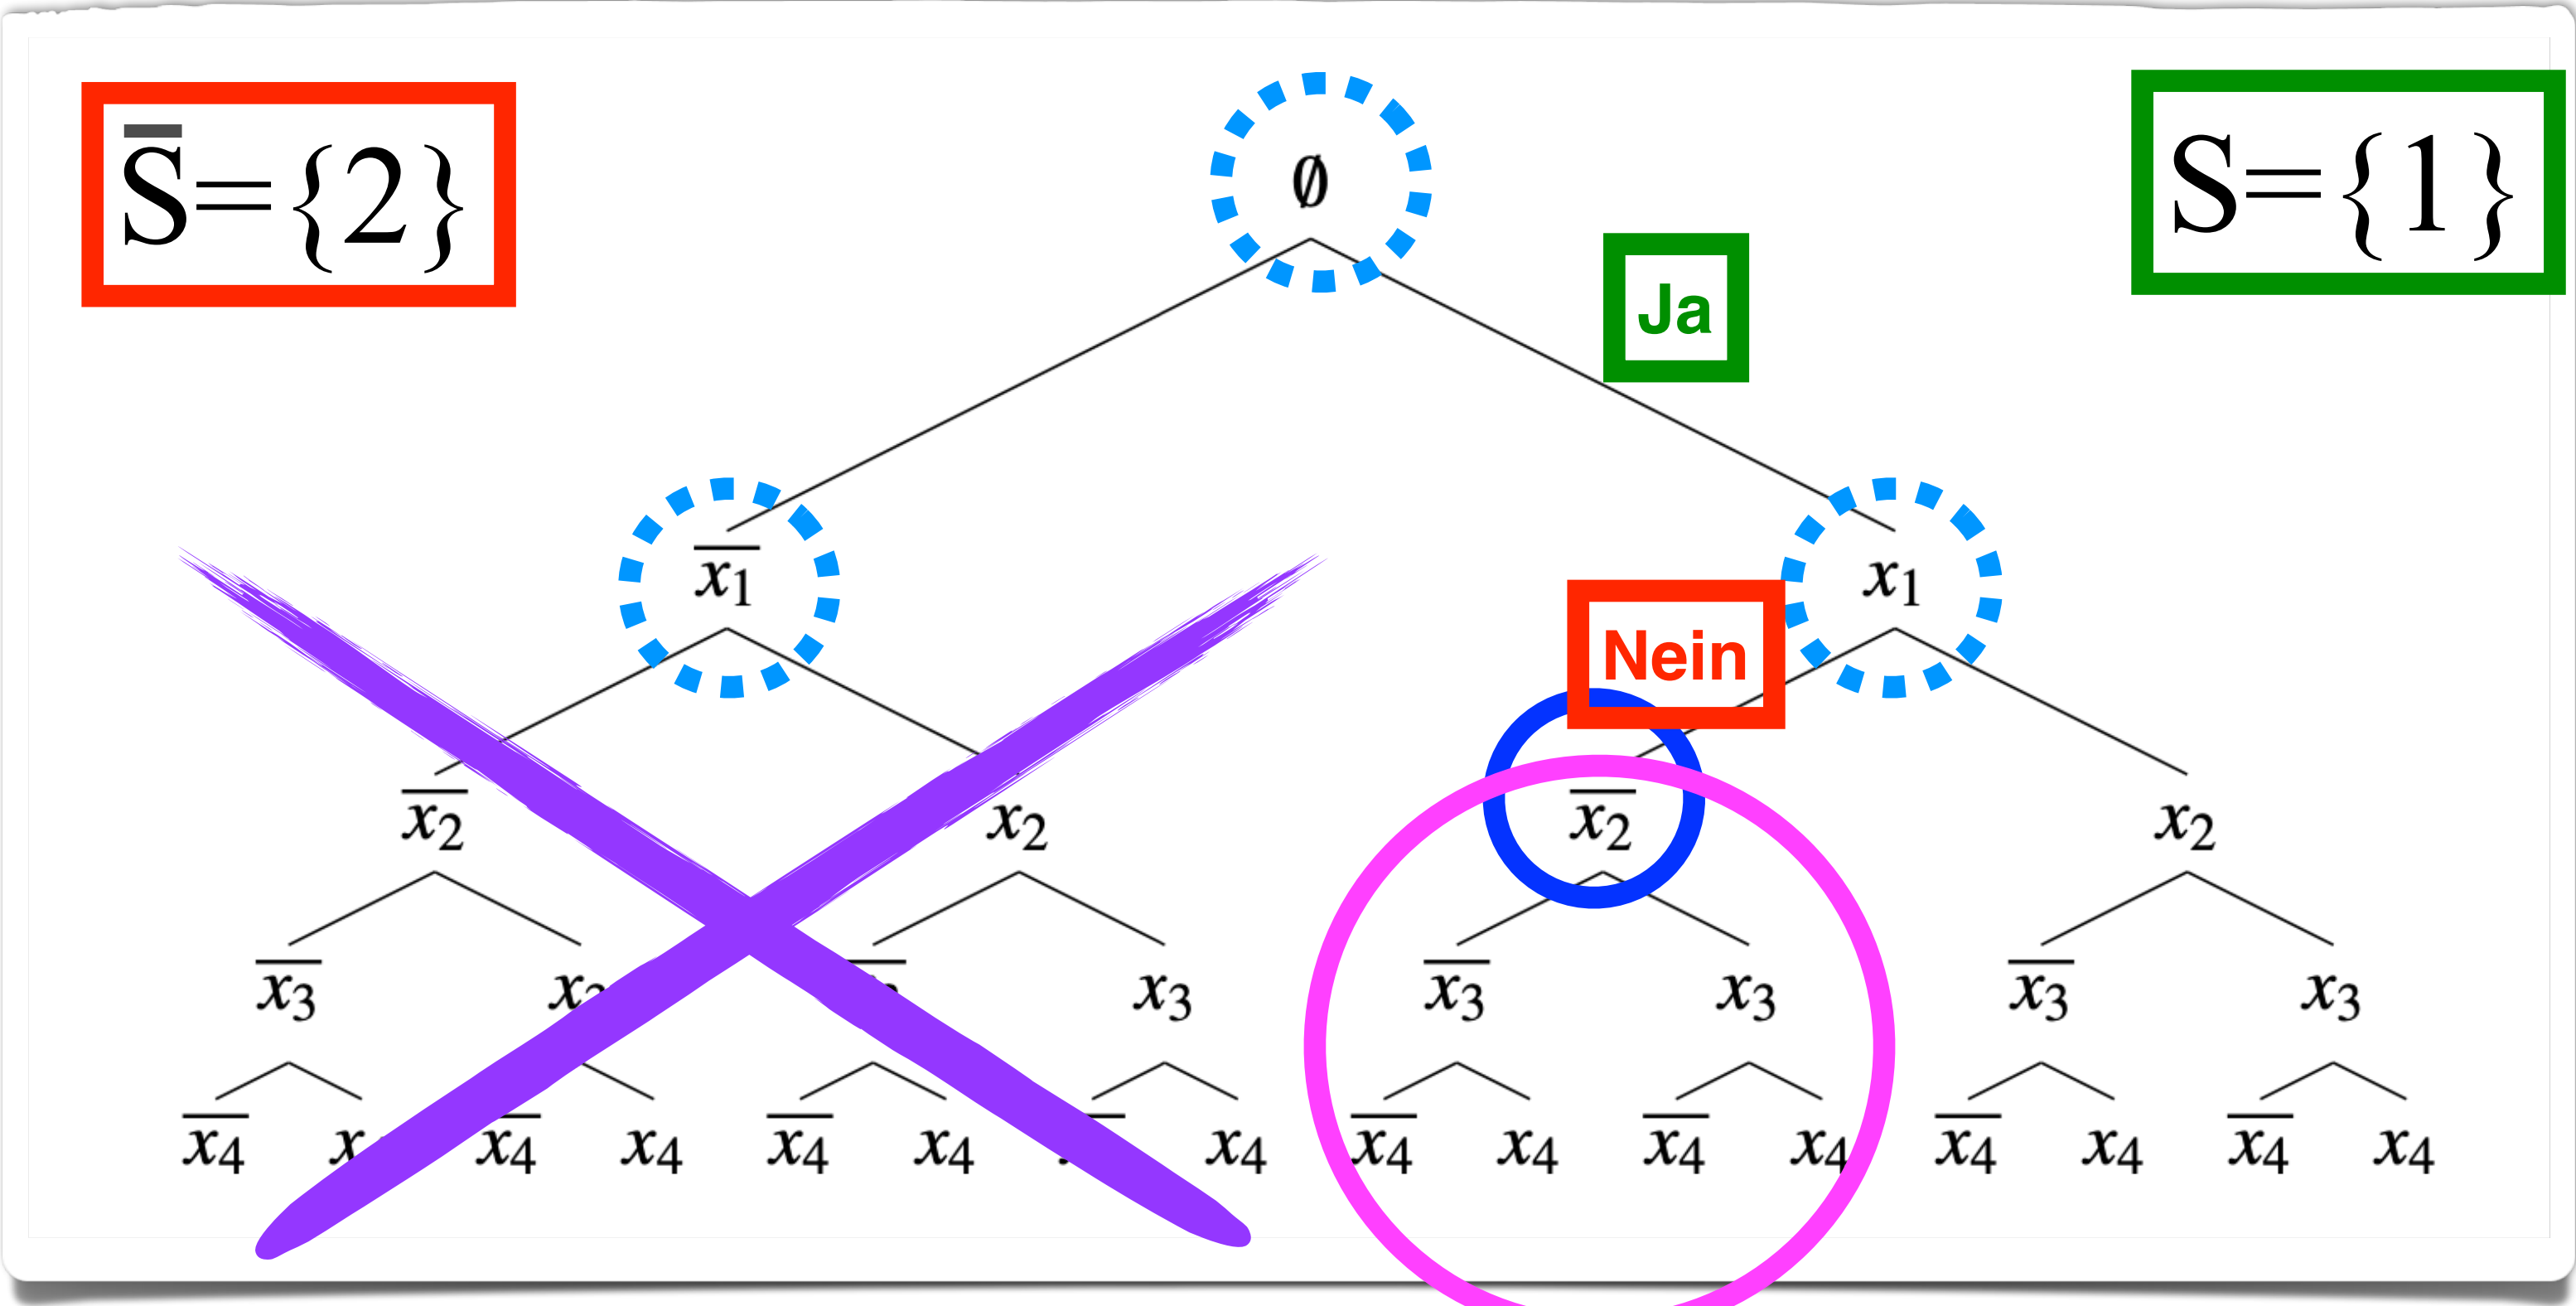 S̅={2}
∅
S={1}
Ja
x̅₁
x₁
Nein
x̅₂
x₂
x̅₂
x₂
x̅₃
x₃
x̅₃
x₃
x̅₃
x₃
x̅₄
x̅₄
x₄
x̅₄
x₄
x₄
x̅₄
x₄
x̅₄
x₄
x̅₄
x₄
x̅₄
x₄